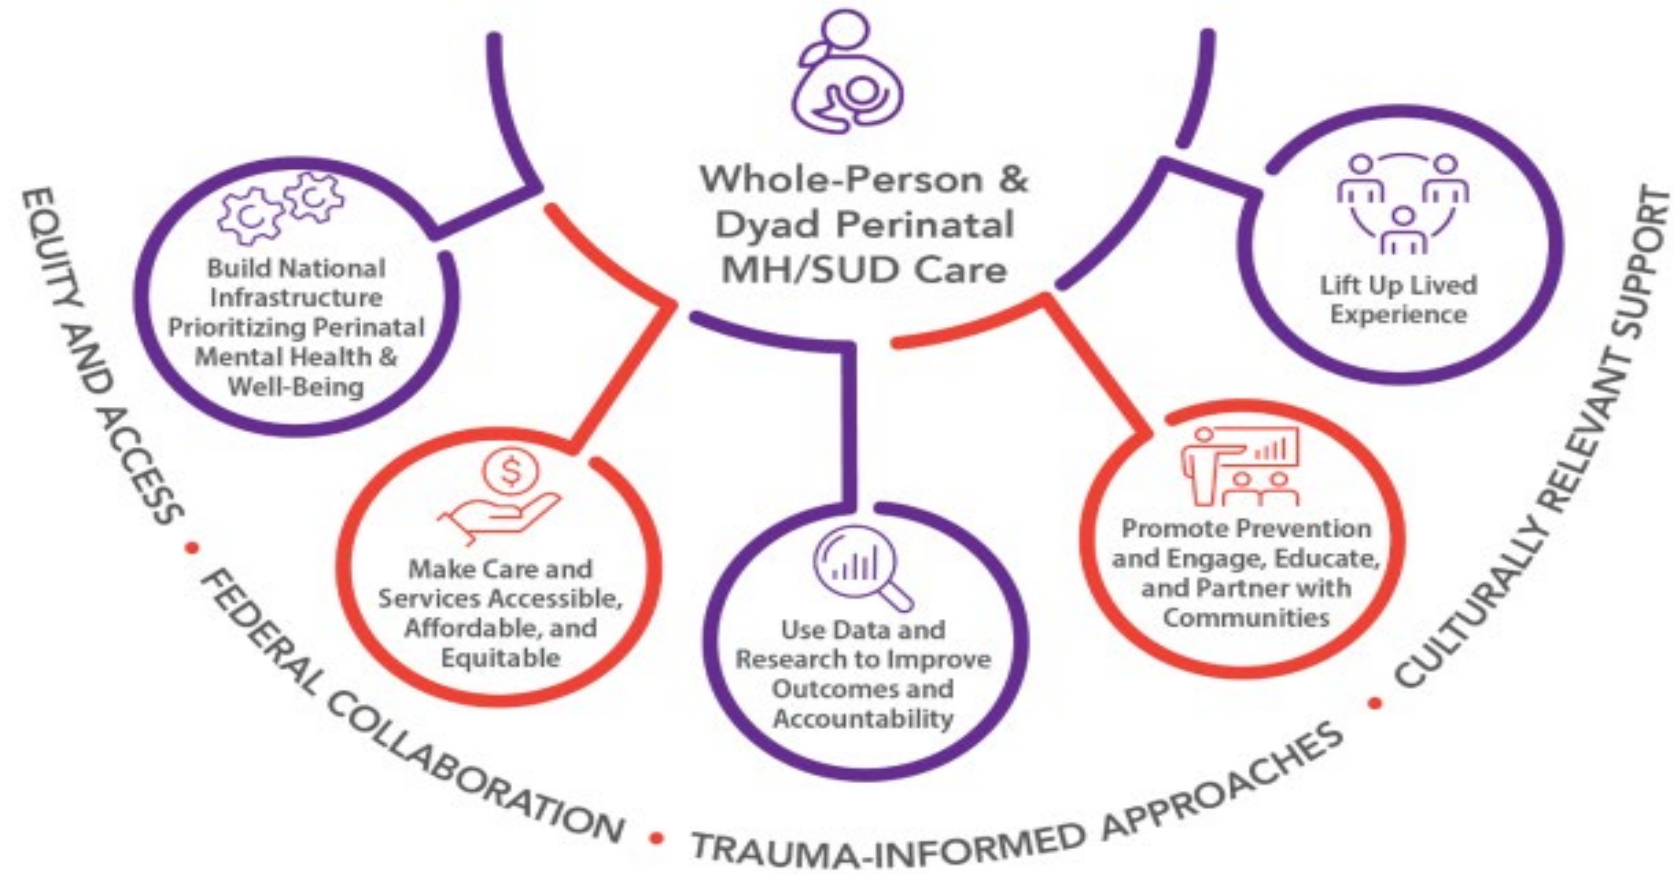 Whole-Person &
Dyad Perinatal
MH/SUD Care
Build National
Infrastructure
Prioritizing Perinatal
Mental Health &
Well-Being
Make Care and
Services Accessible,
Affordable, and
Equitable
Use Data and
Research to Improve
Outcomes and
Accountability
Promote Prevention
and Engage, Educate,
and Partner with
Communities
Lift Up Lived
Experience
EQUITY AND ACCESS • FEDERAL COLLABORATION • TRAUMA-INFORMED APPROACHES • CULTURALLY RELEVANT SUPPORT